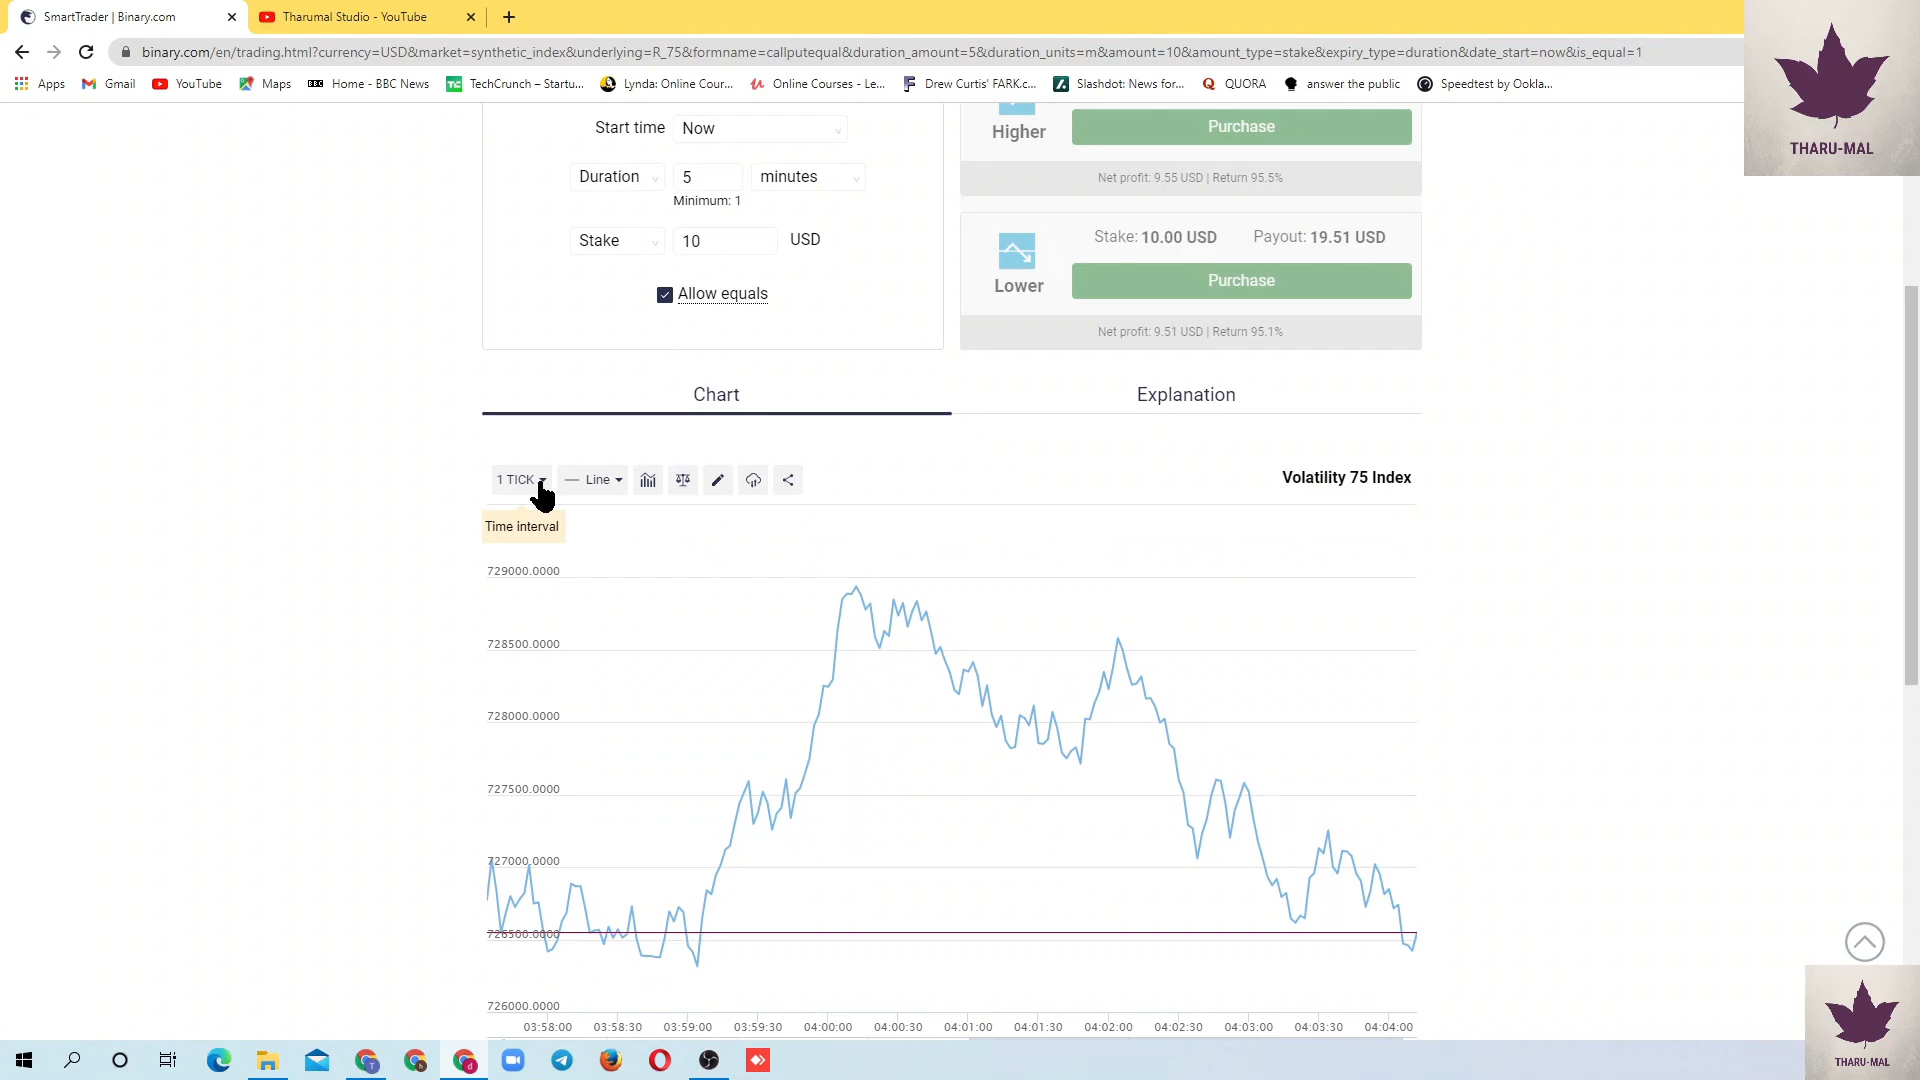 SmartTrader | Binary.com
Tharumal Studio - YouTube
binary.com/en/trading.html?currency=USD&market=synthetic_index&underlying=R_75&formname=callputequal&duration_amount=5&duration_units=m&amount=10&amount_type=stake&expiry_type=duration&date_start=now&is_equal=1
Apps Gmail YouTube Maps BBC Home - BBC News TechCrunch – Startu... Lynda: Online Cour... Online Courses - Le... Drew Curtis' FARK.c... Slashdot: News for... QUORA answer the public Speedtest by Ookla...
THARU-MAL
Start time Now
Duration 5 minutes
Minimum: 1
Stake 10 USD
Allow equals
Higher
Purchase
Net profit: 9.55 USD | Return 95.5%
Stake: 10.00 USD Payout: 19.51 USD
Lower
Purchase
Net profit: 9.51 USD | Return 95.1%
Chart Explanation
1 TICK Line
Volatility 75 Index
Time interval
729000.0000
728500.0000
728000.0000
727500.0000
727000.0000
726500.0000
726000.0000
03:58:00 03:58:30 03:59:00 03:59:30 04:00:00 04:00:30 04:01:00 04:01:30 04:02:00 04:02:30 04:03:00 04:03:30 04:04:00
THARU-MAL